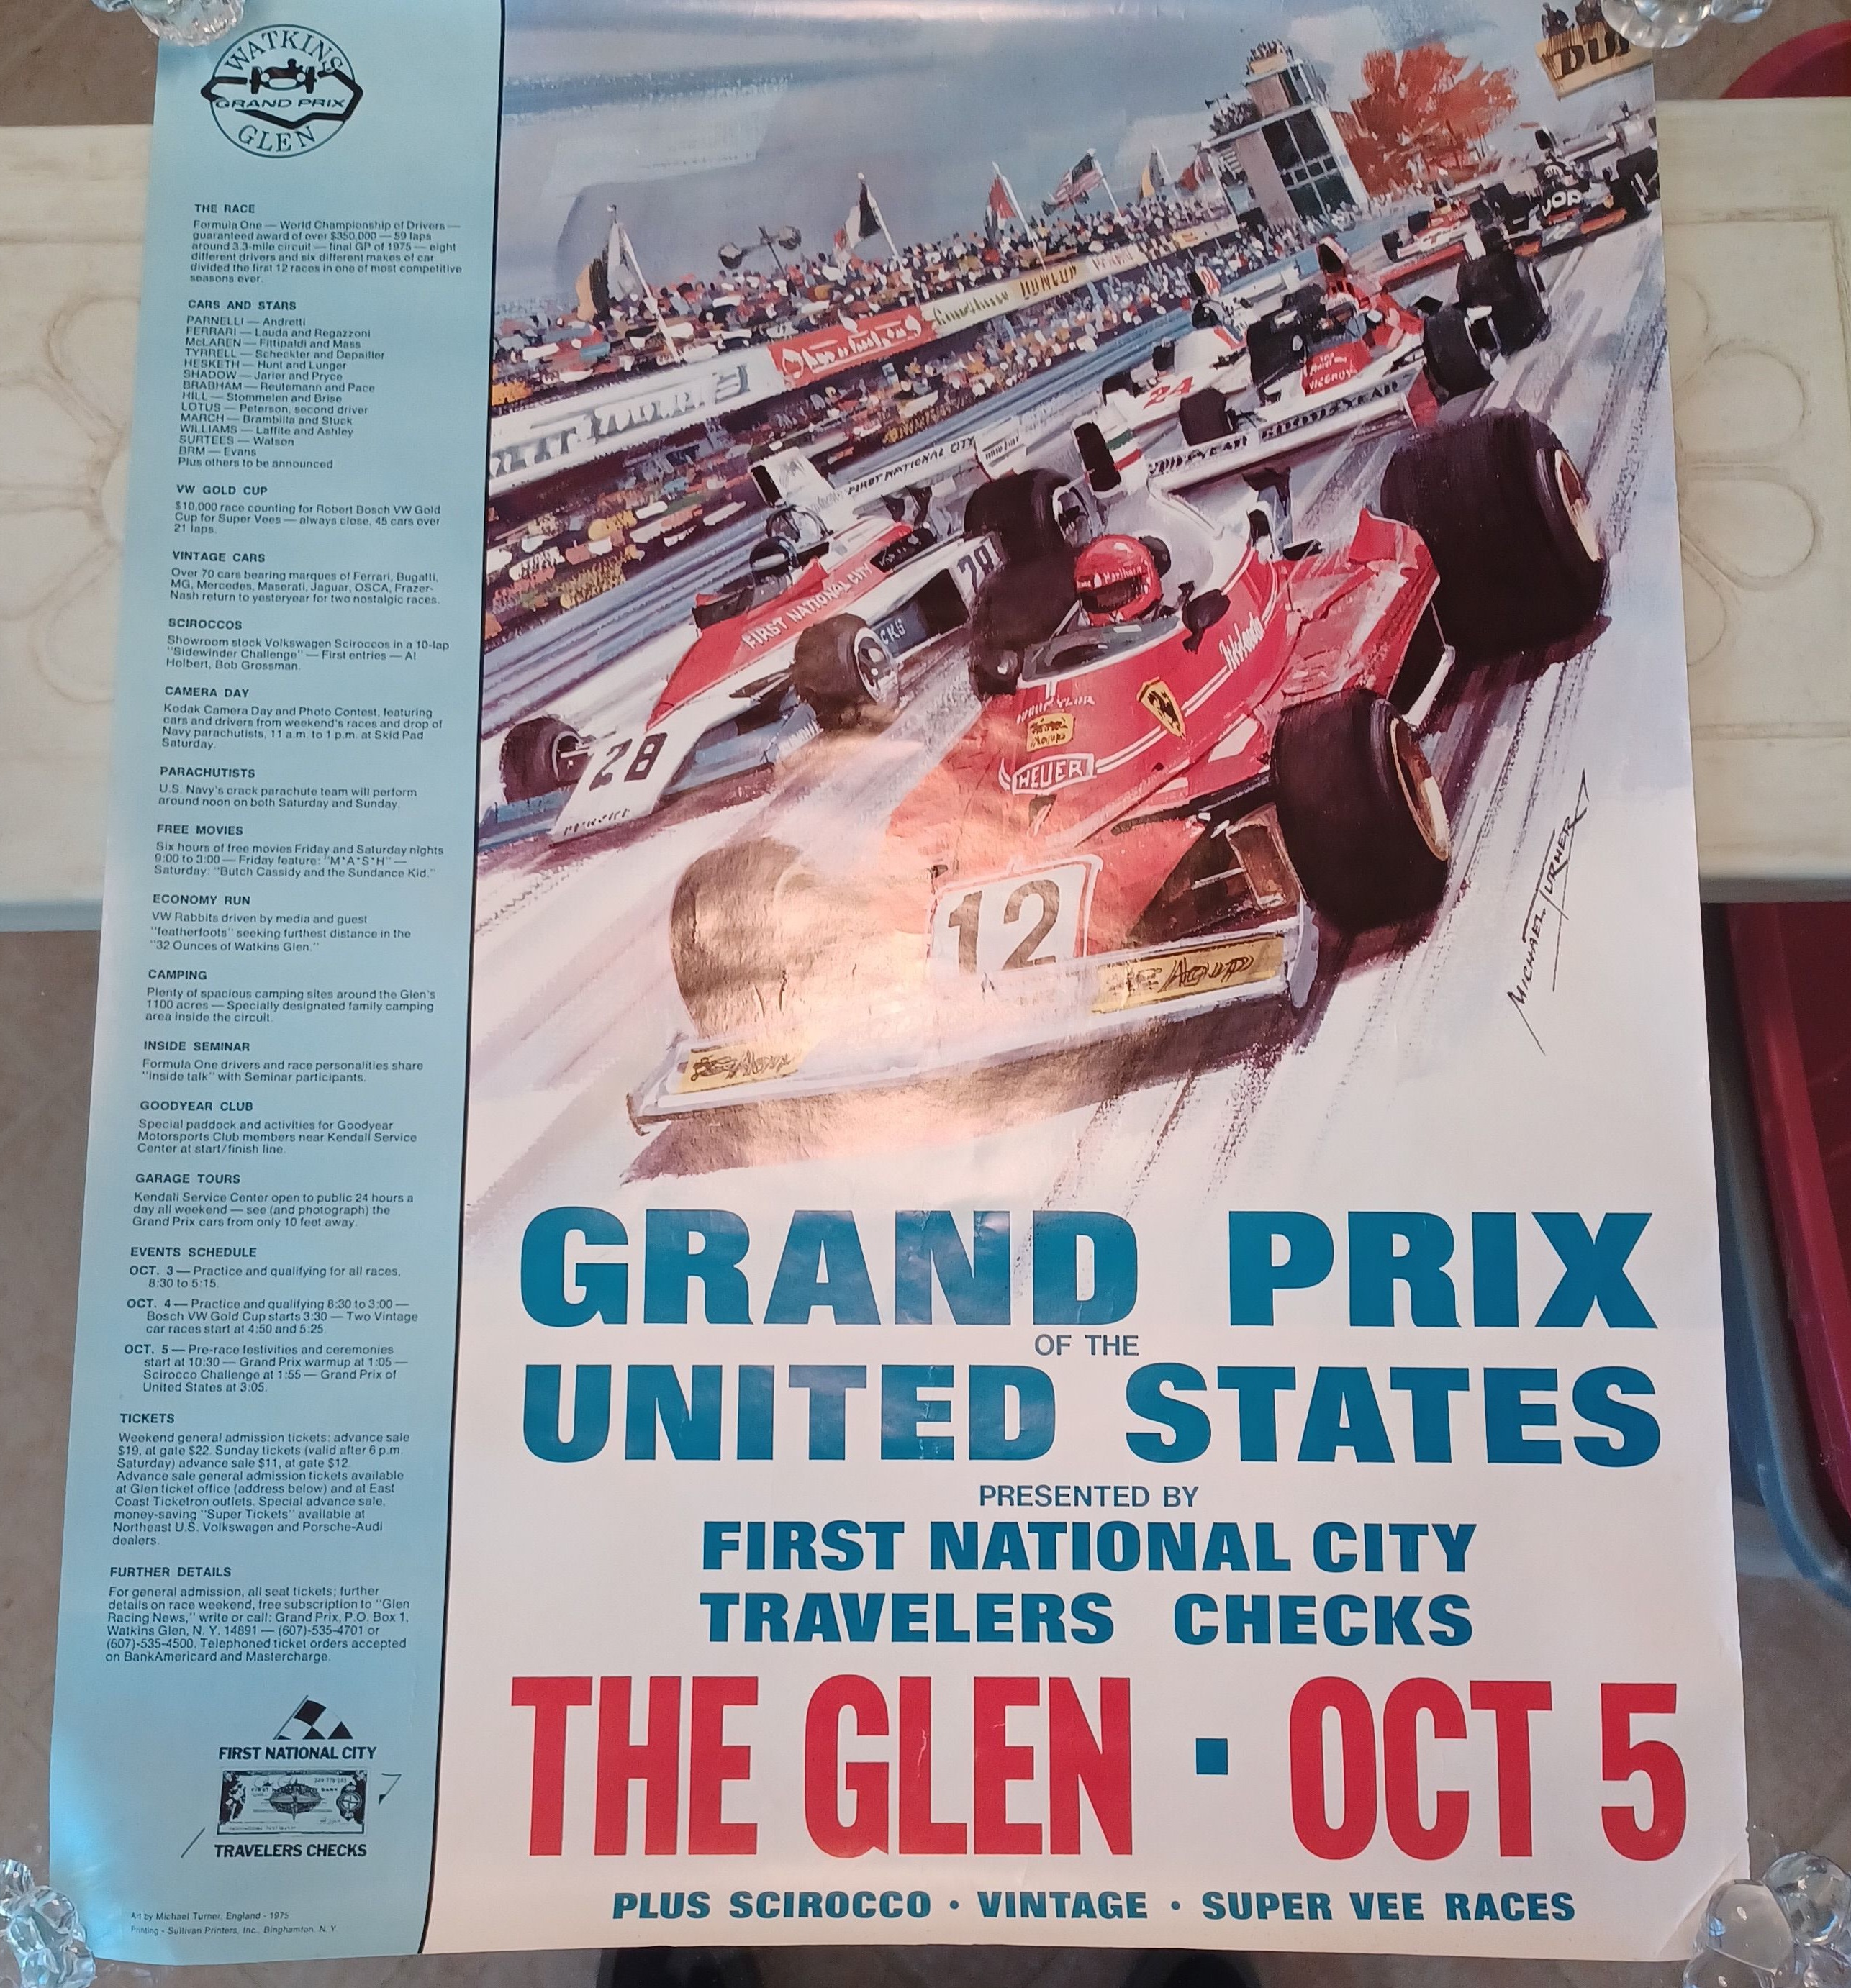 WATKINS
GRAND PRIX
GLEN
THE RACE
Formula One — World Championship of Drivers —
guaranteed award of over $350,000 — 59 laps
around 3.3-mile circuit — final GP of 1975 — eight
different drivers and six different makes of car
divided the first 12 races in one of most competitive
seasons ever.
CARS AND STARS
PARNELLI — Andretti
FERRARI — Lauda and Regazzoni
McLAREN — Fittipaldi and Mass
TYRRELL — Scheckter and Depailler
HESKETH — Hunt and Lunger
SHADOW — Jarier and Pryce
BRABHAM — Reutemann and Pace
HILL — Stommelen and Brise
LOTUS — Peterson, second driver
MARCH — Brambilla and Stuck
WILLIAMS — Laffite and Ashley
SURTEES — Watson
BRM — Evans
Plus others to be announced
VW GOLD CUP
$10,000 race counting for Robert Bosch VW Gold
Cup for Super Vees — always close, 45 cars over
21 laps.
VINTAGE CARS
Over 70 cars bearing marques of Ferrari, Bugatti,
MG, Mercedes, Maserati, Jaguar, OSCA, Frazer-
Nash return to yesteryear for two nostalgic races.
SCIROCCOS
Showroom stock Volkswagen Sciroccos in a 10-lap
"Sidewinder Challenge" — First entries — Al
Holbert, Bob Grossman.
CAMERA DAY
Kodak Camera Day and Photo Contest, featuring
cars and drivers from weekend's races and drop of
Navy parachutists, 11 a.m. to 1 p.m. at Skid Pad
Saturday.
PARACHUTISTS
U.S. Navy's crack parachute team will perform
around noon on both Saturday and Sunday.
FREE MOVIES
Six hours of free movies Friday and Saturday nights
9:00 to 3:00 — Friday feature: "M*A*S*H" —
Saturday: "Butch Cassidy and the Sundance Kid."
ECONOMY RUN
VW Rabbits driven by media and guest
"featherfoots" seeking furthest distance in the
"32 Ounces of Watkins Glen."
CAMPING
Plenty of spacious camping sites around the Glen's
1100 acres — Specially designated family camping
area inside the circuit.
INSIDE SEMINAR
Formula One drivers and race personalities share
"inside talk" with Seminar participants.
GOODYEAR CLUB
Special paddock and activities for Goodyear
Motorsports Club members near Kendall Service
Center at start/finish line.
GARAGE TOURS
Kendall Service Center open to public 24 hours a
day all weekend — see (and photograph) the
Grand Prix cars from only 10 feet away.
EVENTS SCHEDULE
OCT. 3 — Practice and qualifying for all races,
8:30 to 5:15.
OCT. 4 — Practice and qualifying 8:30 to 3:00 —
Bosch VW Gold Cup starts 3:30 — Two Vintage
car races start at 4:50 and 5:25.
OCT. 5 — Pre-race festivities and ceremonies
start at 10:30 — Grand Prix warmup at 1:05 —
Scirocco Challenge at 1:55 — Grand Prix of
United States at 3:05.
TICKETS
Weekend general admission tickets: advance sale
$19, at gate $22. Sunday tickets (valid after 6 p.m.
Saturday) advance sale $11, at gate $12.
Advance sale general admission tickets available
at Glen ticket office (address below) and at East
Coast Ticketron outlets. Special advance sale,
money-saving "Super Tickets" available at
Northeast U.S. Volkswagen and Porsche-Audi
dealers.
FURTHER DETAILS
For general admission, all seat tickets; further
details on race weekend, free subscription to "Glen
Racing News," write or call: Grand Prix, P.O. Box 1,
Watkins Glen, N. Y. 14891 — (607)-535-4701 or
(607)-535-4500. Telephoned ticket orders accepted
on BankAmericard and Mastercharge.
FIRST NATIONAL CITY
TRAVELERS CHECKS
Art by Michael Turner, England - 1975
Printing - Sullivan Printers, Inc., Binghamton, N. Y.
DUNLOP
UOP
24
VICEROY
GOODYEAR
FIRST NATIONAL CITY
Marlboro
FIRST NATIONAL CITY
28
HEUER
12
MICHAEL TURNER
GRAND PRIX
OF THE
UNITED STATES
PRESENTED BY
FIRST NATIONAL CITY
TRAVELERS CHECKS
THE GLEN ▪ OCT 5
PLUS SCIROCCO • VINTAGE • SUPER VEE RACES